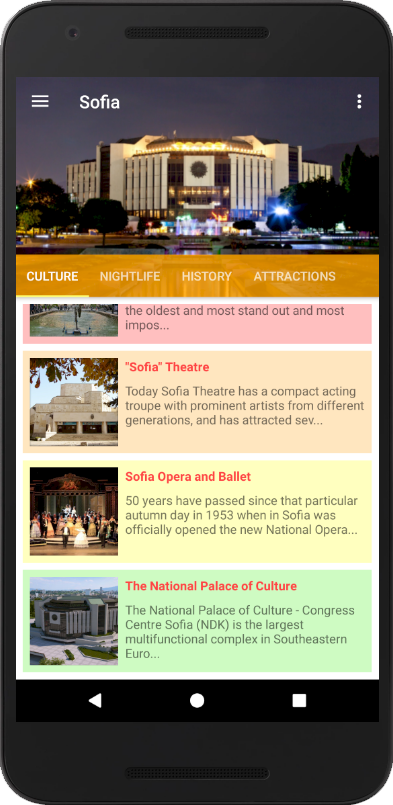 Sofia
CULTURE NIGHTLIFE HISTORY ATTRACTIONS
the oldest and most stand out and most
impos...
"Sofia" Theatre
Today Sofia Theatre has a compact acting
troupe with prominent artists from different
generations, and has attracted sev...
Sofia Opera and Ballet
50 years have passed since that particular
autumn day in 1953 when in Sofia was
officially opened the new National Opera...
The National Palace of Culture
The National Palace of Culture - Congress
Centre Sofia (NDK) is the largest
multifunctional complex in Southeastern
Euro...